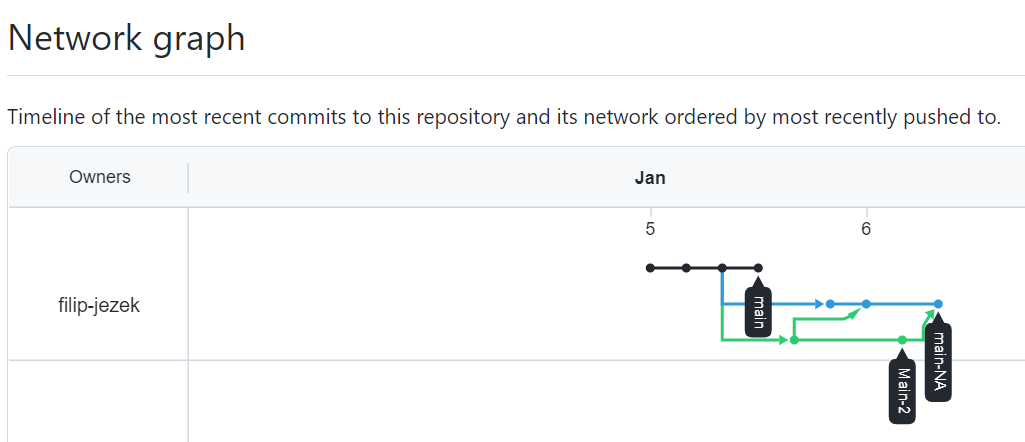 Network graph
Timeline of the most recent commits to this repository and its network ordered by most recently pushed to.
Owners
Jan
5
6
filip-jezek
main
main-NA
Main-2